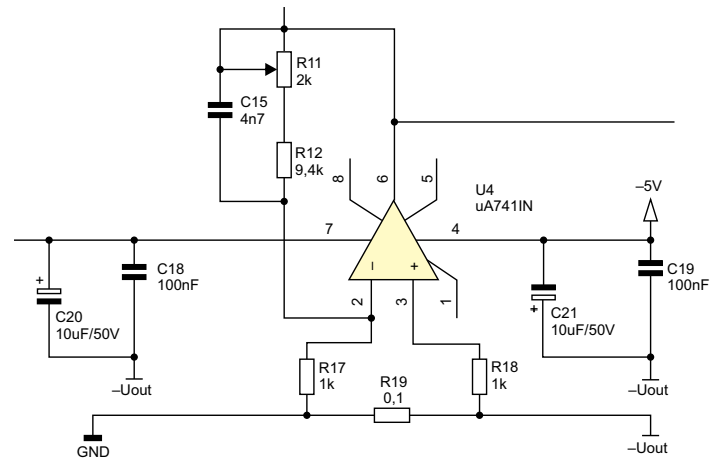 R11
2k
C15
4n7
R12
9,4k
8
6
5
U4
uA741IN
–5V
7
4
C18
100nF
C19
100nF
–
+
+
C20
10uF/50V
2
3
1
+
C21
10uF/50V
R17
1k
R19
0,1
R18
1k
–Uout
–Uout
GND
–Uout